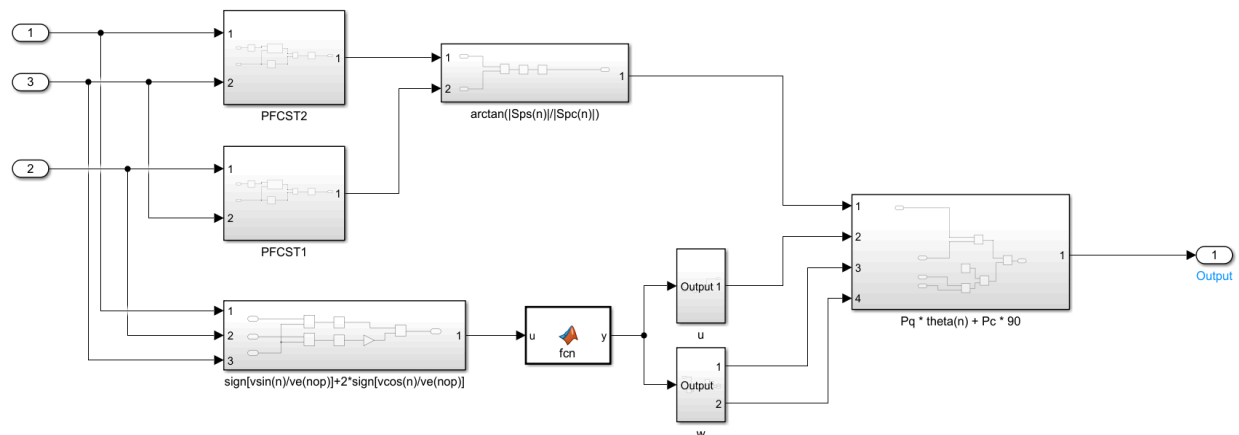 1
3
2
1
2
1
PFCST2
1
2
1
arctan(|Sps(n)|/|Spc(n)|)
1
2
1
PFCST1
1
2
3
1
sign[vsin(n)/ve(nop)]+2*sign[vcos(n)/ve(nop)]
u
fcn
y
Output 1
u
Output
1
2
w
1
2
3
4
1
Pq * theta(n) + Pc * 90
1
Output